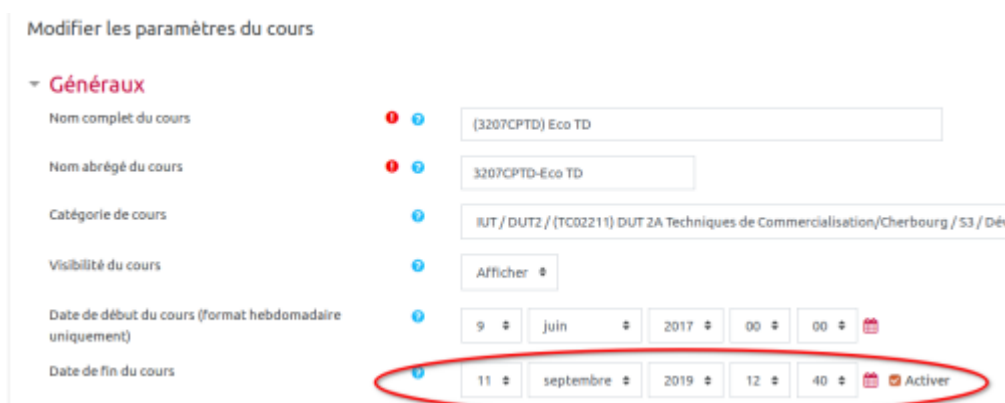 Modifier les paramètres du cours
Généraux
Nom complet du cours
(3207CPTD) Eco TD
Nom abrégé du cours
3207CPTD-Eco TD
Catégorie de cours
IUT / DUT2 / (TC02211) DUT 2A Techniques de Commercialisation/Cherbourg / S3 / Dév
Visibilité du cours
Afficher
Date de début du cours (format hebdomadaire
uniquement)
9 juin 2017 00 00
Date de fin du cours
11 septembre 2019 12 40 Activer